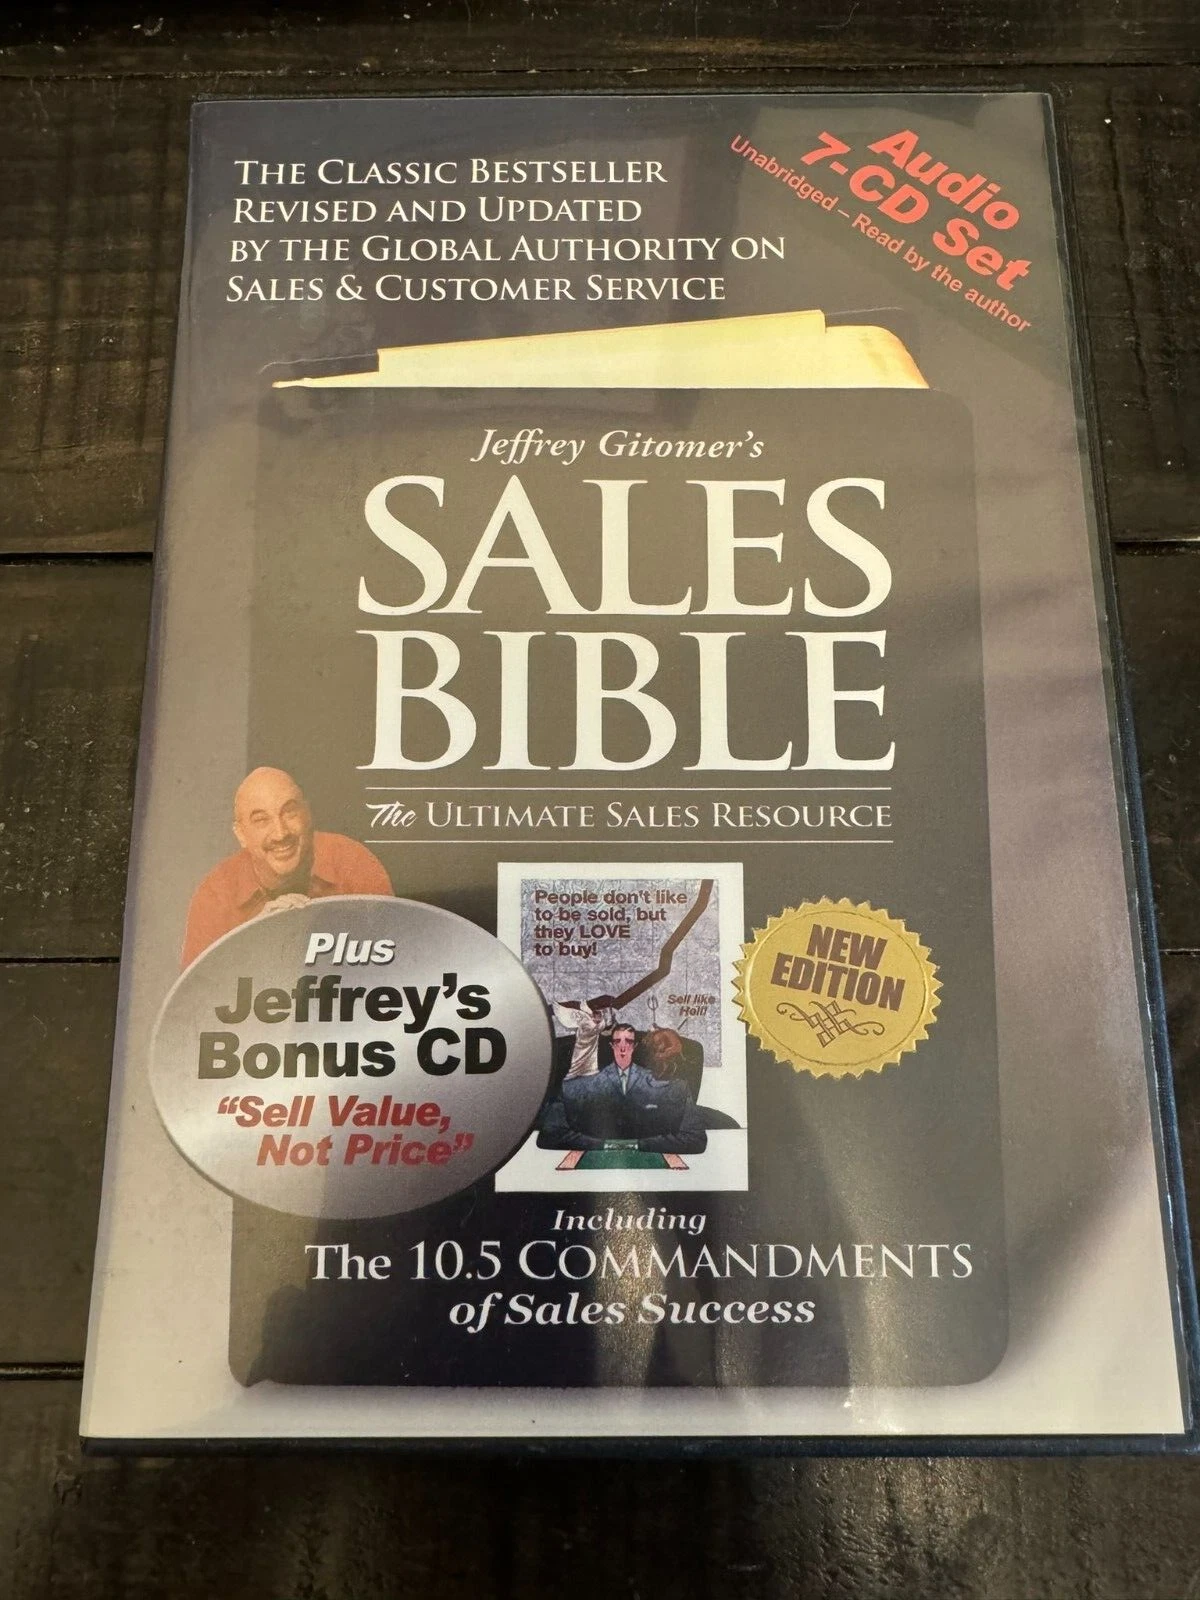 THE CLASSIC BESTSELLER
REVISED AND UPDATED
BY THE GLOBAL AUTHORITY ON
SALES & CUSTOMER SERVICE
Audio
7-CD Set
Unabridged – Read by the author
Jeffrey Gitomer's
SALES
BIBLE
The ULTIMATE SALES RESOURCE
People don't like
to be sold, but
they LOVE
to buy!
Sell like
Hell!
NEW
EDITION
Plus
Jeffrey's
Bonus CD
"Sell Value,
Not Price"
Including
The 10.5 COMMANDMENTS
of Sales Success